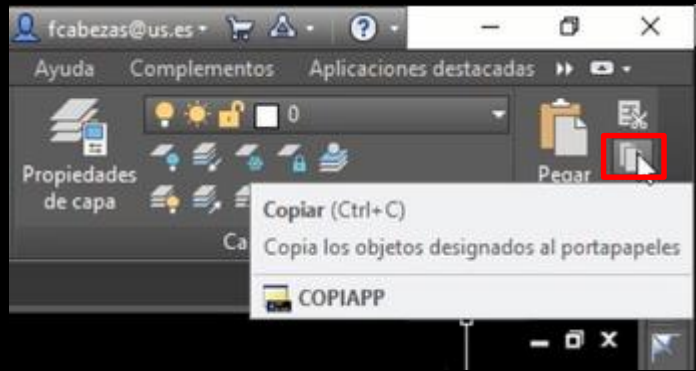 fcabezas@us.es
Ayuda Complementos Aplicaciones destacadas
0
Propiedades
de capa
Pegar
Ca
Copiar (Ctrl+C)
Copia los objetos designados al portapapeles
COPIAPP